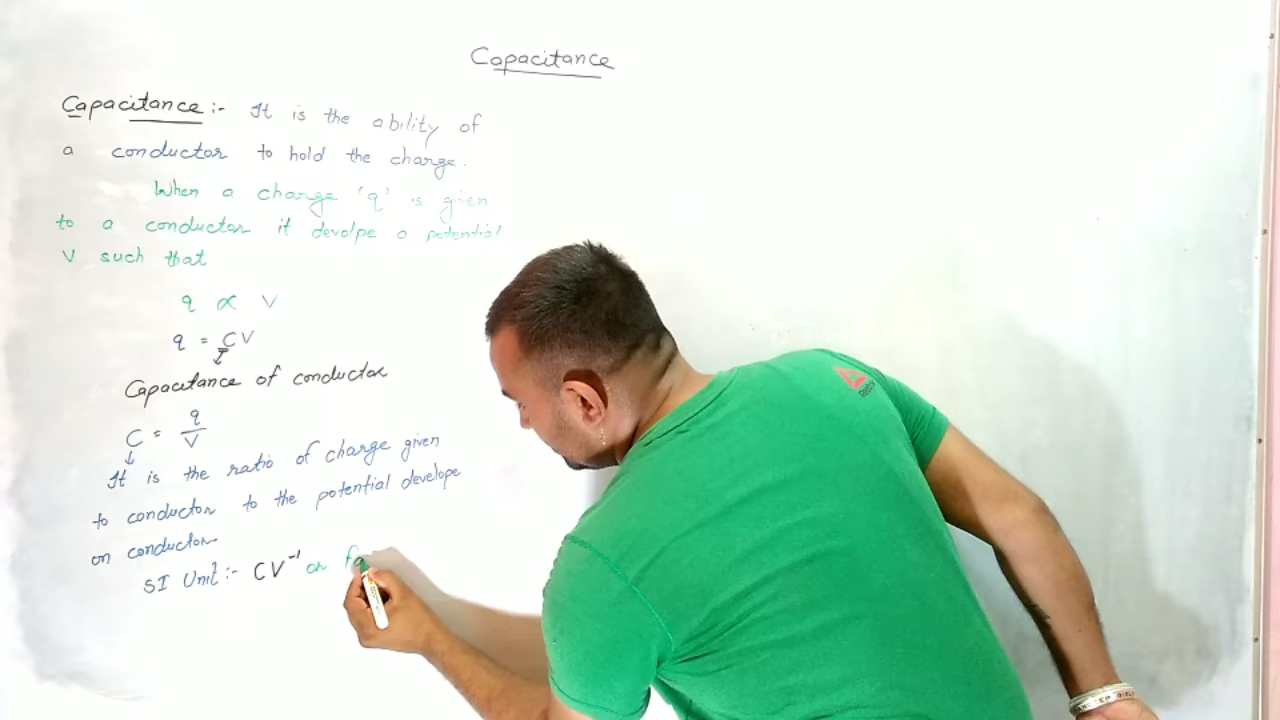 Capacitance
Capacitance :- It is the ability of
a conductor to hold the charge.
When a charge 'q' is given
to a conductor it devolpe a potential
V such that
q ∝ V
q = CV
↓
Capacitance of conductor
C = q/V
↓
It is the ratio of charge given
to conductor to the potential develope
on conductor
SI Unit :- CV⁻¹ or fa